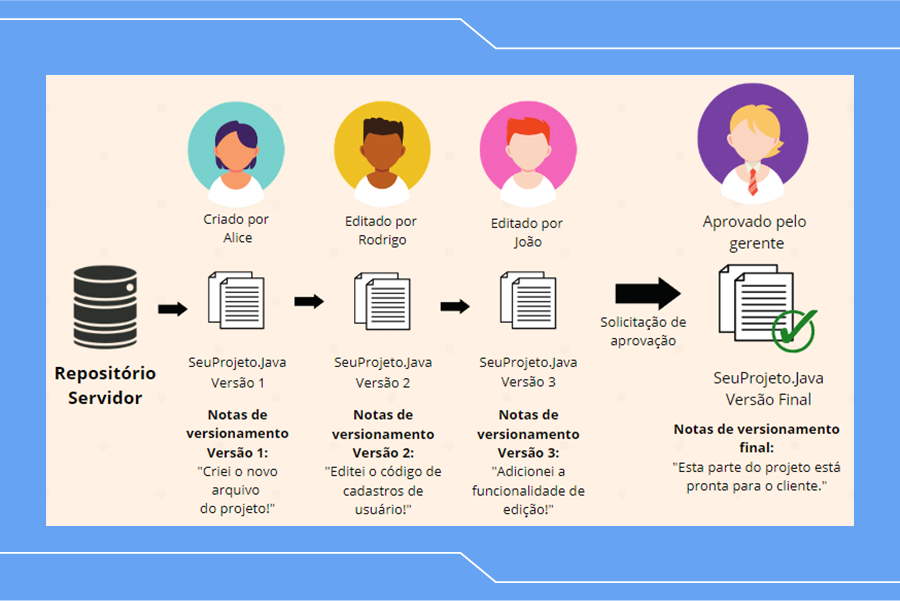 Criado por
Alice
Editado por
Rodrigo
Editado por
João
Aprovado pelo
gerente
Repositório
Servidor
Solicitação de
aprovação
SeuProjeto.Java
Versão 1
SeuProjeto.Java
Versão 2
SeuProjeto.Java
Versão 3
SeuProjeto.Java
Versão Final
Notas de
versionamento
Versão 1:
"Criei o novo
arquivo
do projeto!"
Notas de
versionamento
Versão 2:
"Editei o código de
cadastros de
usuário!"
Notas de
versionamento
Versão 3:
"Adicionei a
funcionalidade de
edição!"
Notas de versionamento
final:
"Esta parte do projeto está
pronta para o cliente."